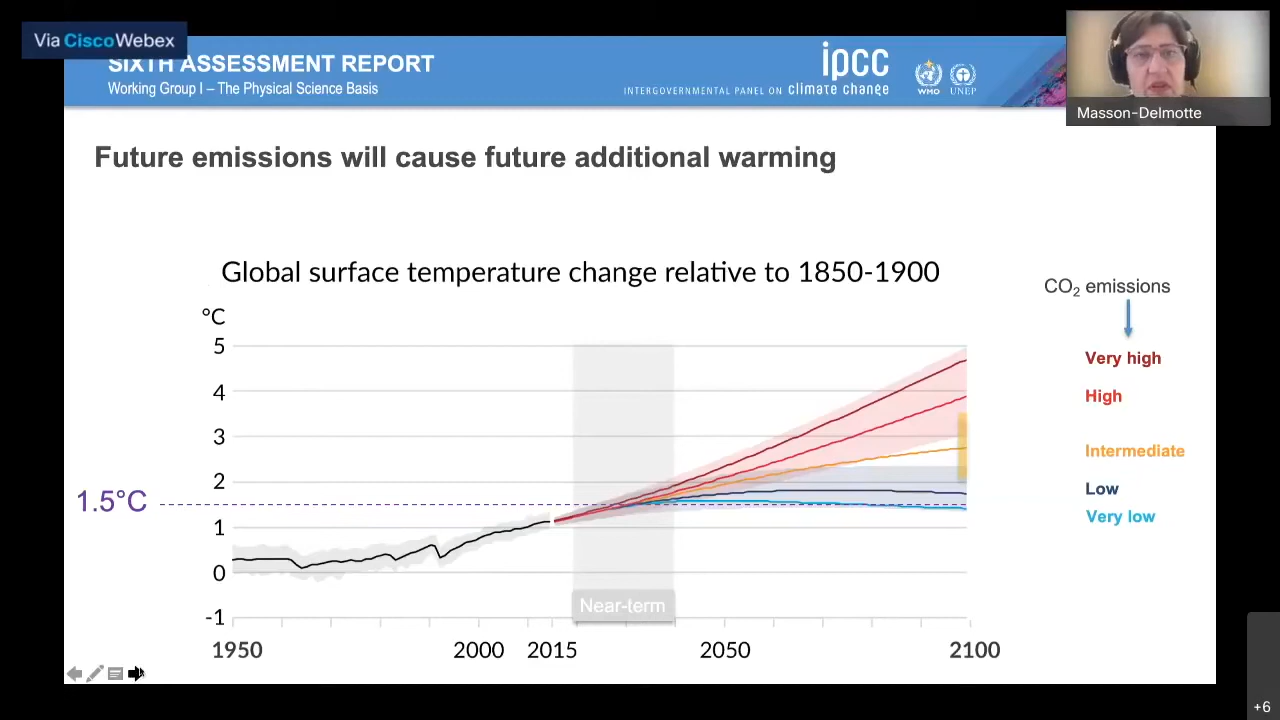 Via Cisco Webex
SIXTH ASSESSMENT REPORT
Working Group I – The Physical Science Basis
ipcc
INTERGOVERNMENTAL PANEL ON climate change
WMO
UNEP
Masson-Delmotte
Future emissions will cause future additional warming
Global surface temperature change relative to 1850-1900
°C
5
4
3
2
1.5°C
1
0
-1
Near-term
1950
2000
2015
2050
2100
CO₂ emissions
Very high
High
Intermediate
Low
Very low
+6